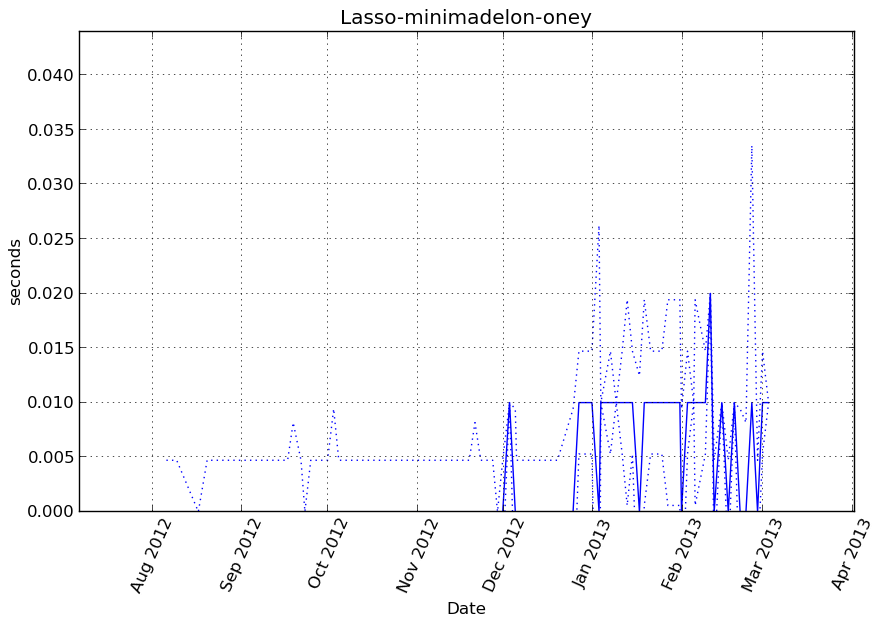 Lasso-minimadelon-oney
0.040
0.035
0.030
0.025
0.020
0.015
0.010
0.005
0.000
seconds
Aug 2012
Sep 2012
Oct 2012
Nov 2012
Dec 2012
Jan 2013
Feb 2013
Mar 2013
Apr 2013
Date